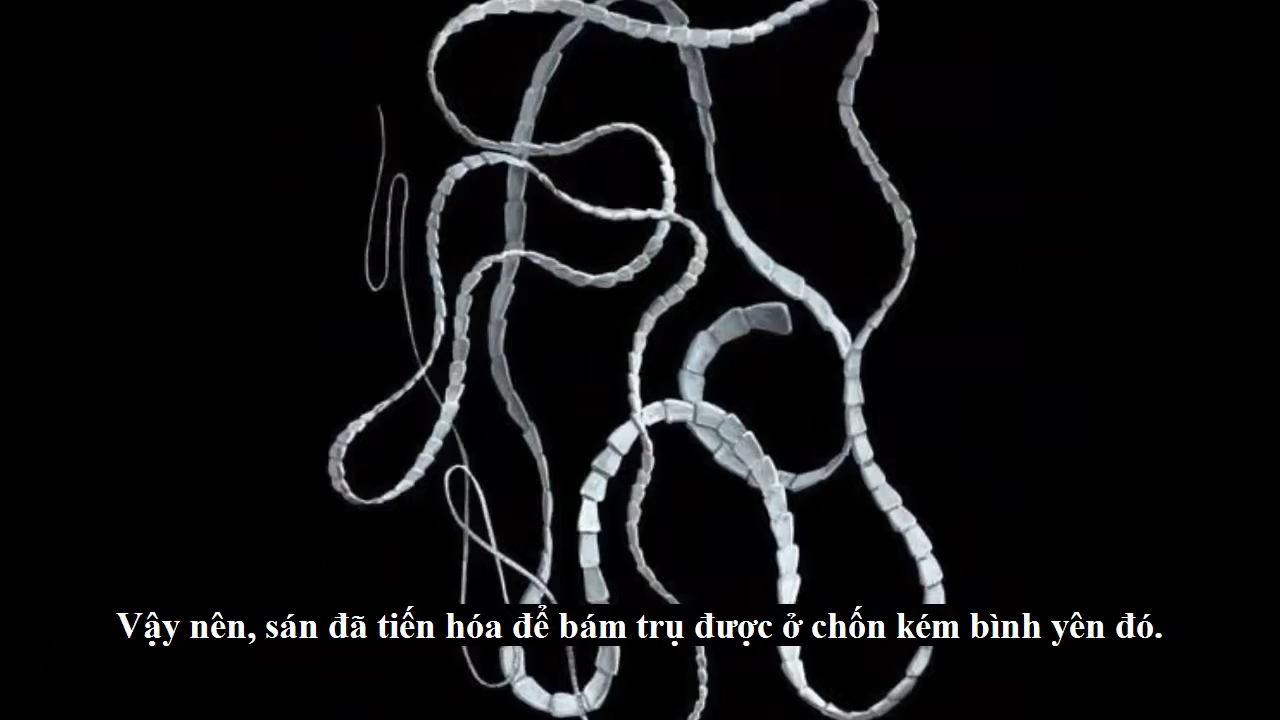 Vậy nên, sán đã tiến hóa để bám trụ được ở chốn kém bình yên đó.